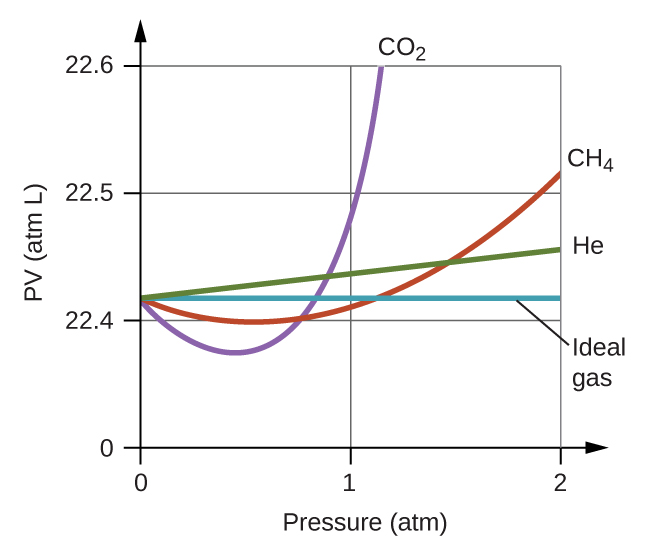 CO₂
22.6
CH₄
22.5
He
PV (atm L)
22.4
Ideal
gas
0
0
1
2
Pressure (atm)